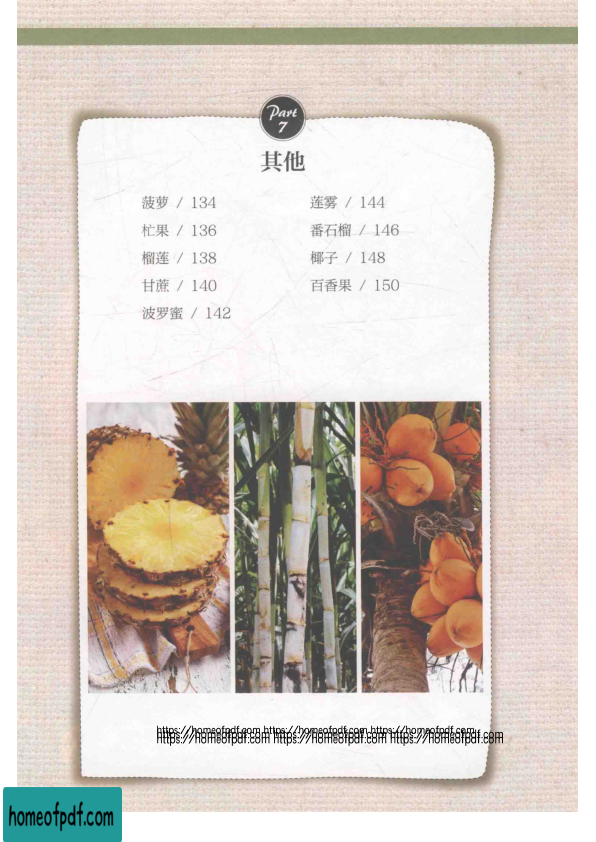 Part
7
其他
菠萝 / 134
杧果 / 136
榴莲 / 138
甘蔗 / 140
波罗蜜 / 142
莲雾 / 144
番石榴 / 146
椰子 / 148
百香果 / 150
https://homeofpdf.com https://homeofpdf.com https://homeofpdf.com
https://homeofpdf.com https://homeofpdf.com https://homeofpdf.com
homeofpdf.com